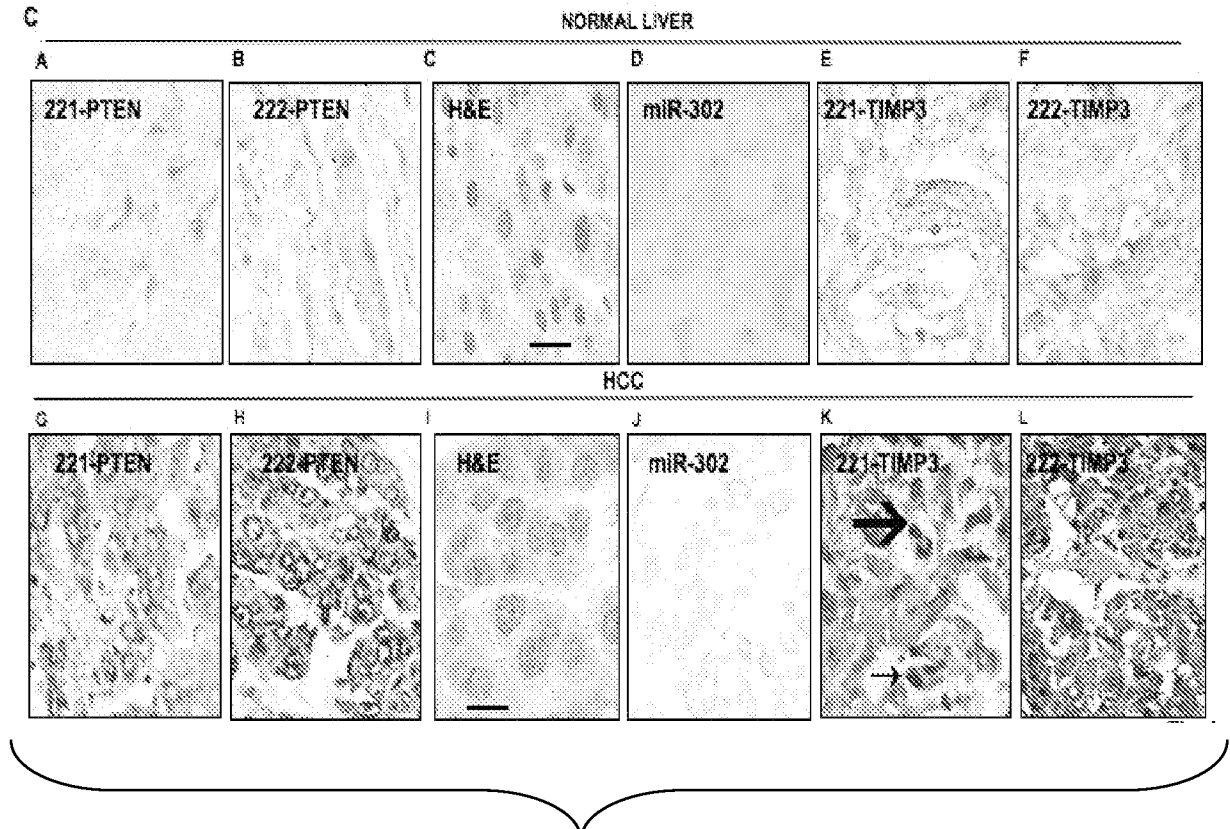 C
NORMAL LIVER
A B C D E F
221-PTEN 222-PTEN H&E miR-302 221-TIMP3 222-TIMP3
HCC
G H I J K L
221-PTEN 222-PTEN H&E miR-302 221-TIMP3 222-TIMP3